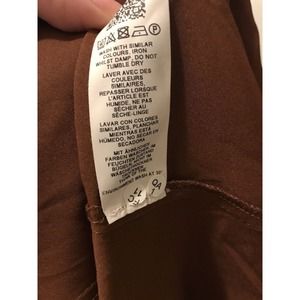 WASH WITH SIMILAR
COLOURS, IRON
WHILST DAMP, DO NOT
TUMBLE DRY
LAVER AVEC DES
COULEURS
SIMILAIRES,
REPASSER LORSQUE
L'ARTICLE EST
HUMIDE, NE PAS
SÉCHER AU
SÈCHE-LINGE
LAVAR CON COLORES
SIMILARES, PLANCHAR
MIENTRAS ESTÁ
HÚMEDO, NO SECAR EN
SECADORA
MIT ÄHNLICHEN
FARBEN WASCHEN